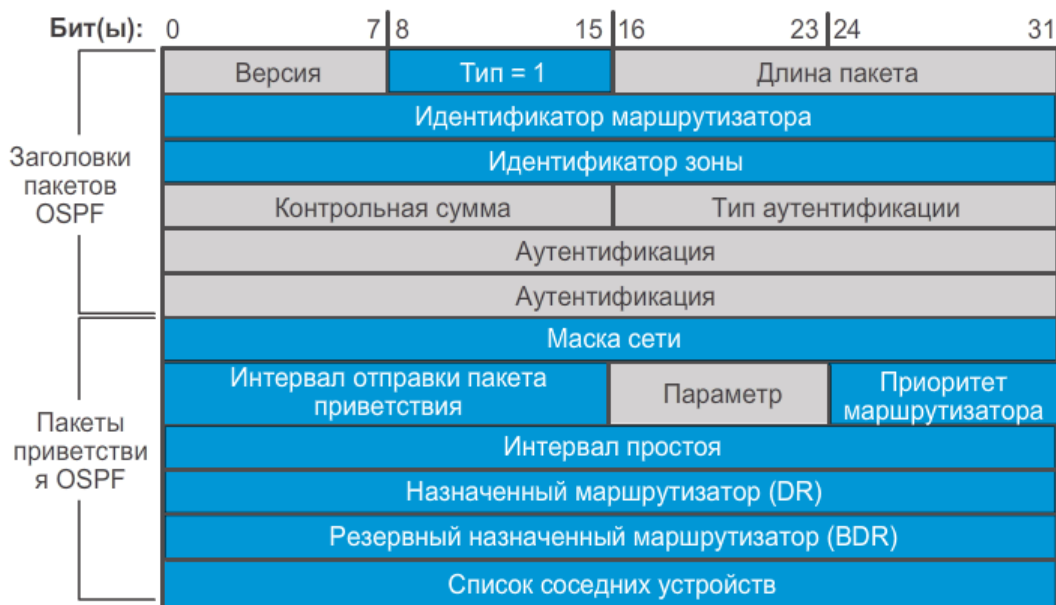 Бит(ы): 0 7 8 15 16 23 24 31
Версия Тип = 1 Длина пакета
Идентификатор маршрутизатора
Идентификатор зоны
Заголовки
пакетов
OSPF
Контрольная сумма Тип аутентификации
Аутентификация
Аутентификация
Маска сети
Интервал отправки пакета
приветствия
Параметр
Приоритет
маршрутизатора
Пакеты
приветстви
я OSPF
Интервал простоя
Назначенный маршрутизатор (DR)
Резервный назначенный маршрутизатор (BDR)
Список соседних устройств